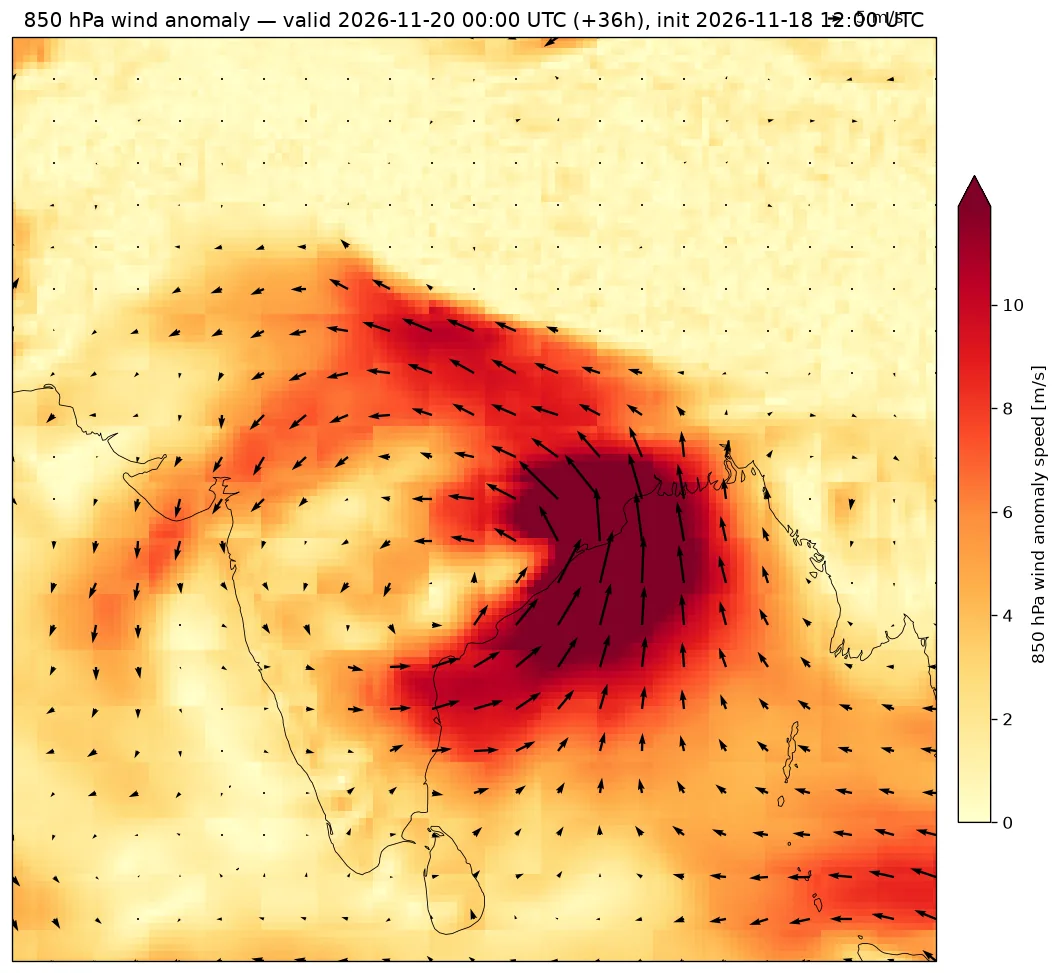 850 hPa wind anomaly — valid 2026-11-20 00:00 UTC (+36h), init 2026-11-18 12:00 UTC
5 m/s
10
8
6
4
2
0
850 hPa wind anomaly speed [m/s]